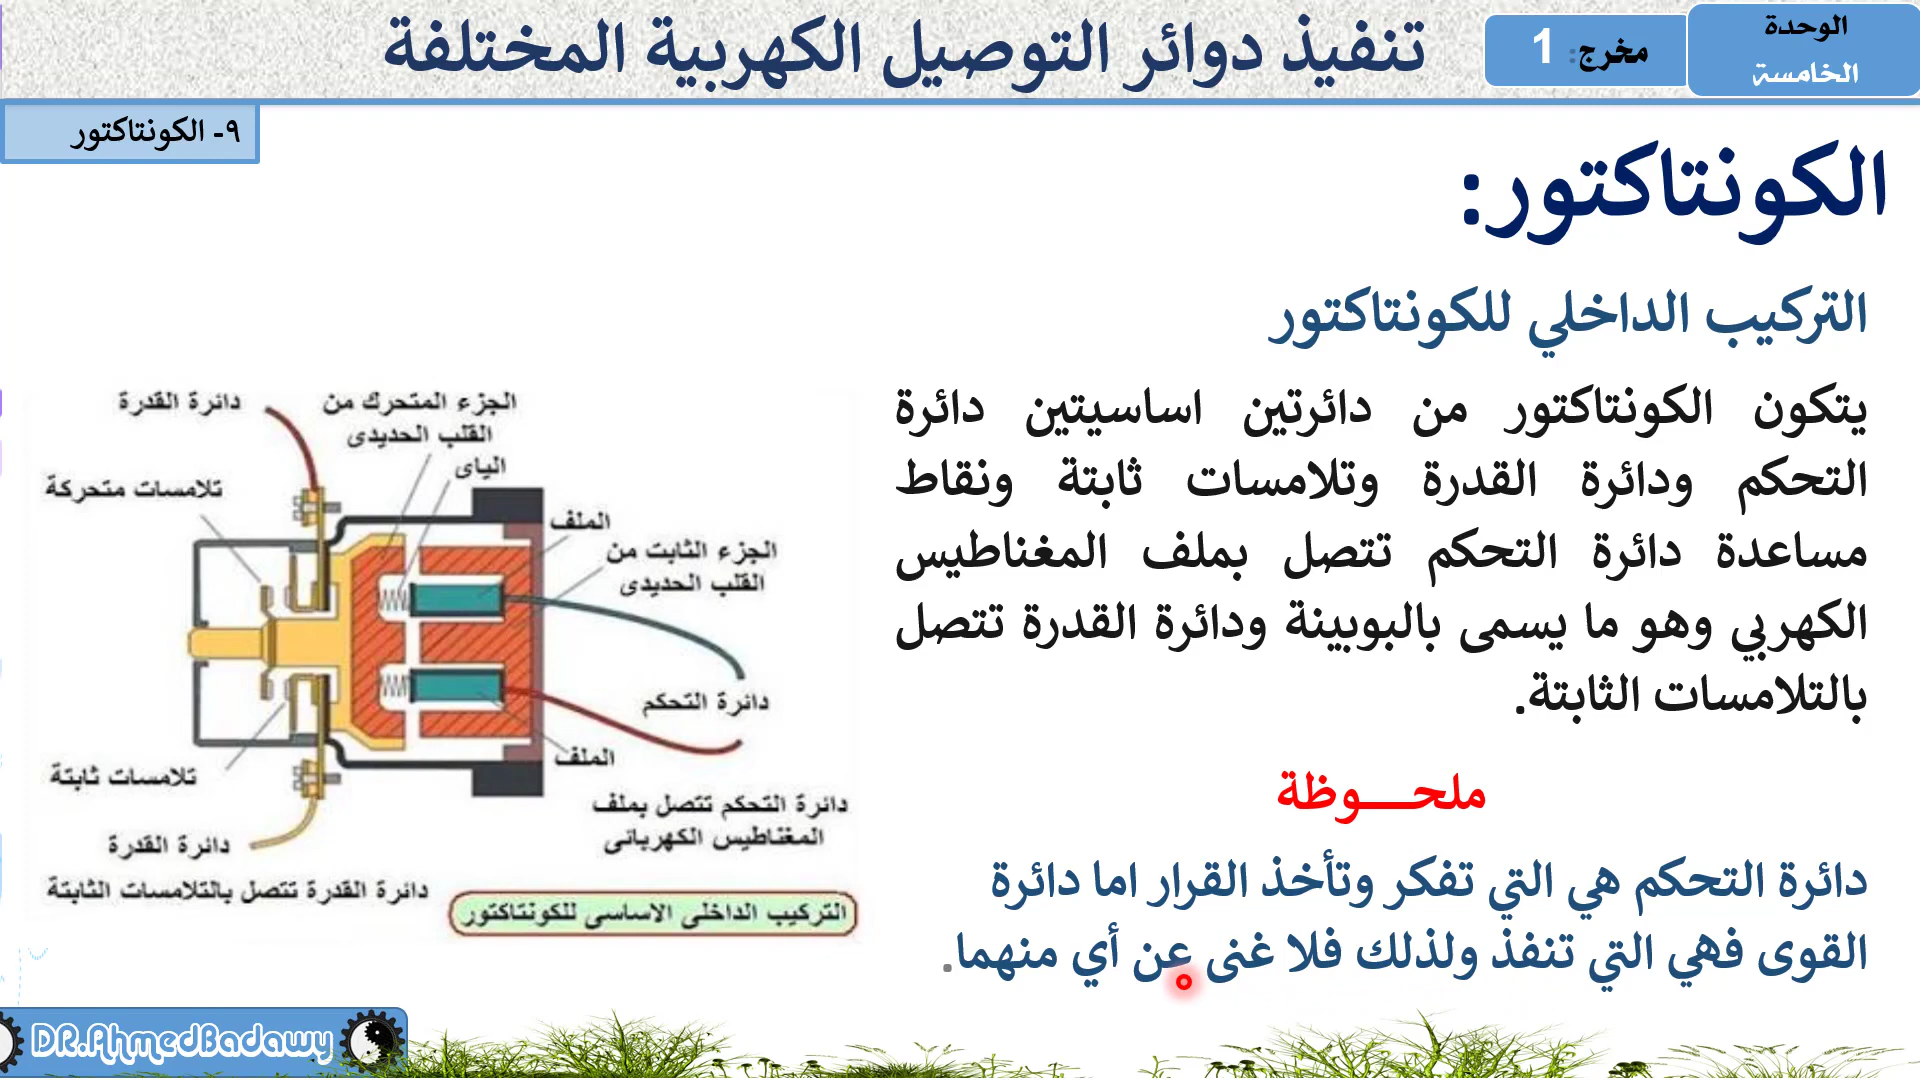 الوحدة
الخامسة
مخرج: 1
تنفيذ دوائر التوصيل الكهربية المختلفة
٩- الكونتاكتور
الكونتاكتور:
التركيب الداخلي للكونتاكتور
يتكون الكونتاكتور من دائرتين اساسيتين دائرة
التحكم ودائرة القدرة وتلامسات ثابتة ونقاط
مساعدة دائرة التحكم تتصل بملف المغناطيس
الكهربي وهو ما يسمى بالبوبينة ودائرة القدرة تتصل
بالتلامسات الثابتة.
ملحــــوظة
دائرة التحكم هي التي تفكر وتأخذ القرار اما دائرة
القوى فهي التي تنفذ ولذلك فلا غنى عن أي منهما.
الجزء المتحرك من
القلب الحديدى
دائرة القدرة
الياى
تلامسات متحركة
الملف
الجزء الثابت من
القلب الحديدى
دائرة التحكم
الملف
تلامسات ثابتة
دائرة التحكم تتصل بملف
المغناطيس الكهربائى
دائرة القدرة
دائرة القدرة تتصل بالتلامسات الثابتة
التركيب الداخلى الاساسى للكونتاكتور
DR.AhmedBadawy